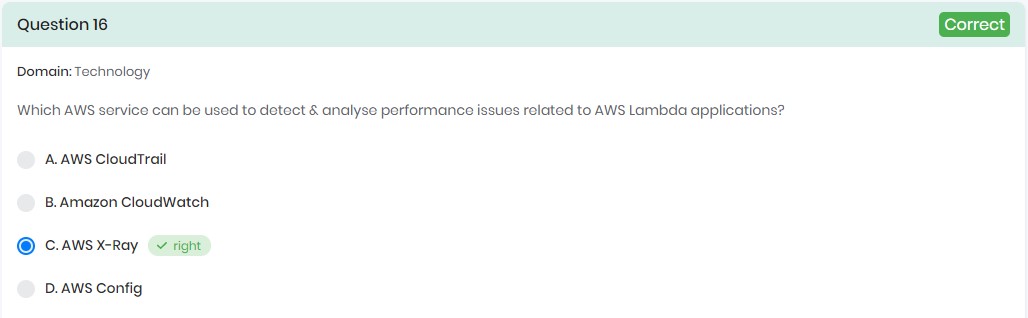 Question 16
Correct
Domain: Technology
Which AWS service can be used to detect & analyse performance issues related to AWS Lambda applications?
A. AWS CloudTrail
B. Amazon CloudWatch
C. AWS X-Ray
right
D. AWS Config